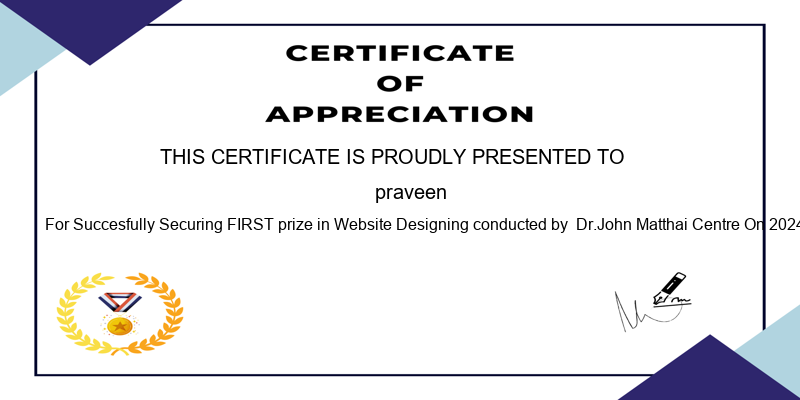 CERTIFICATE
OF
APPRECIATION
THIS CERTIFICATE IS PROUDLY PRESENTED TO
praveen
For Succesfully Securing FIRST prize in Website Designing conducted by  Dr.John Matthai Centre On 2024